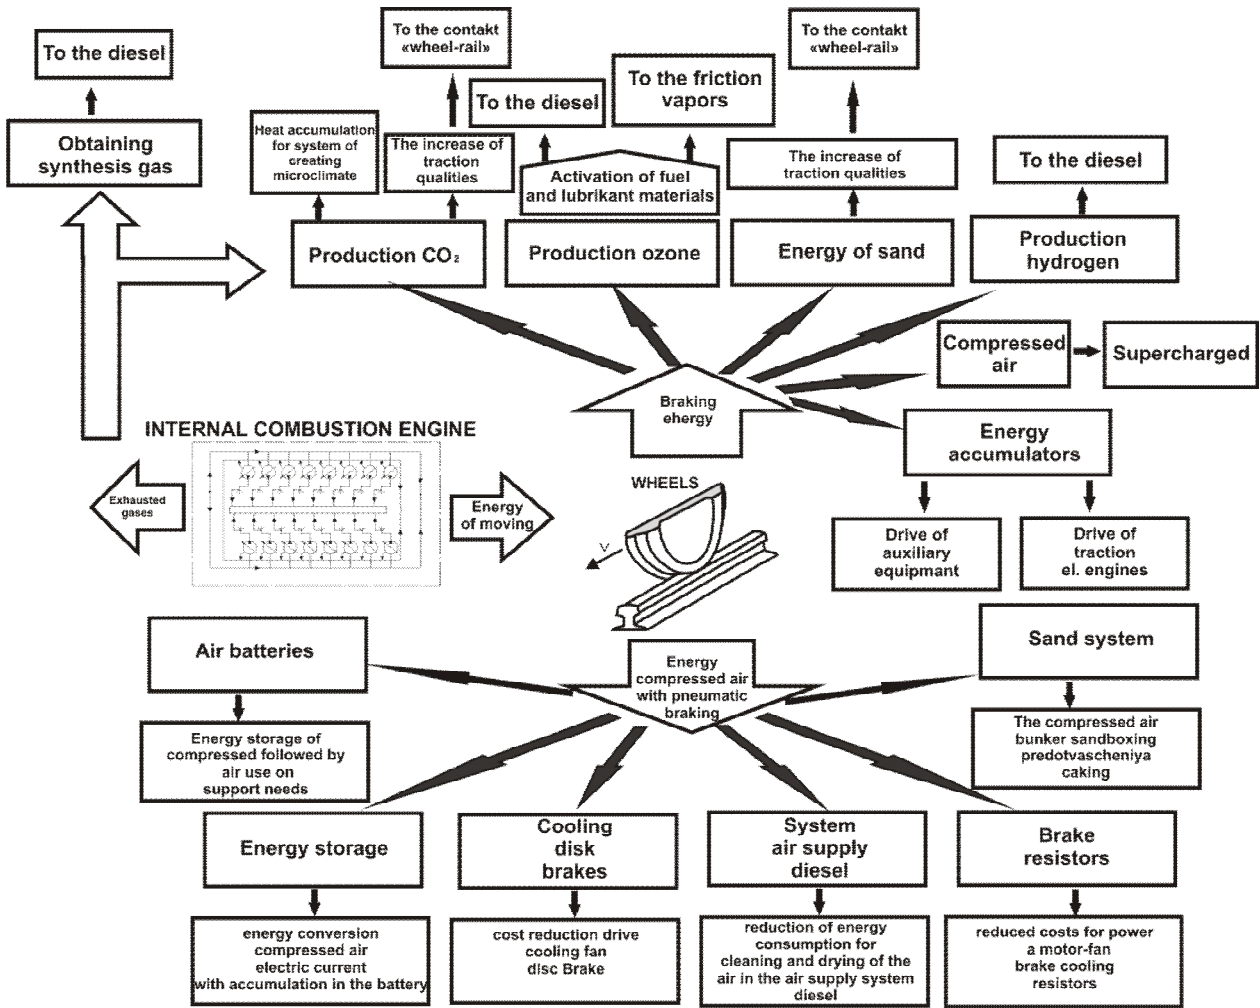 To the contakt
«wheel-rail»
To the contakt
«wheel-rail»
To the diesel
To the friction
vapors
To the diesel
Heat accumulation
for system of
creating
microclimate
The increase of
traction
qualities
Obtaining
synthesis gas
Activation of fuel
and lubrikant materials
The increase of
traction qualities
To the diesel
Production CO₂
Production ozone
Energy of sand
Production
hydrogen
Compressed
air
Supercharged
Braking
ehergy
Energy
accumulators
INTERNAL COMBUSTION ENGINE
Exhausted
gases
Energy
of moving
WHEELS
V
Drive of
auxiliary
equipmant
Drive of
traction
el. engines
Air batteries
Energy
compressed air
with pneumatic
braking
Sand system
Energy storage of
compressed followed by
air use on
support needs
The compressed air
bunker sandboxing
predotvascheniya
caking
Energy storage
Cooling
disk
brakes
System
air supply
diesel
Brake
resistors
energy conversion
compressed air
electric current
with accumulation in the battery
cost reduction drive
cooling fan
disc Brake
reduction of energy
consumption for
cleaning and drying of the
air in the air supply system
diesel
reduced costs for power
a motor-fan
brake cooling
resistors